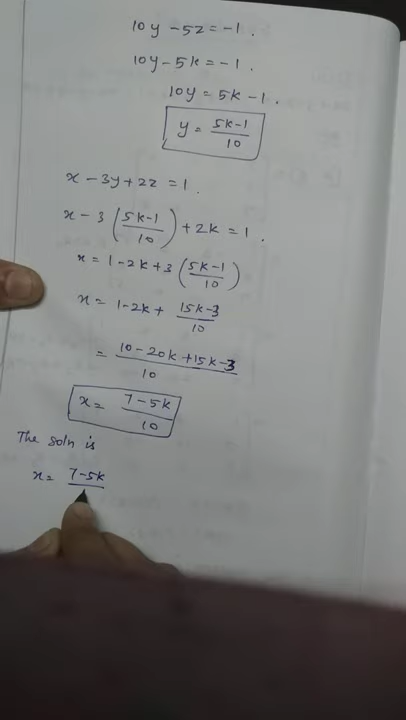 10y - 5z = -1.
10y - 5k = -1.
10y = 5k - 1.
y = 5k-1/10
x - 3y + 2z = 1.
x - 3 (5k-1/10) + 2k = 1.
x = 1 - 2k + 3 (5k-1/10)
x = 1 - 2k + 15k-3/10
= 10 - 20k + 15k - 3/10
x = 7-5k/10
The soln is
x = 7-5k